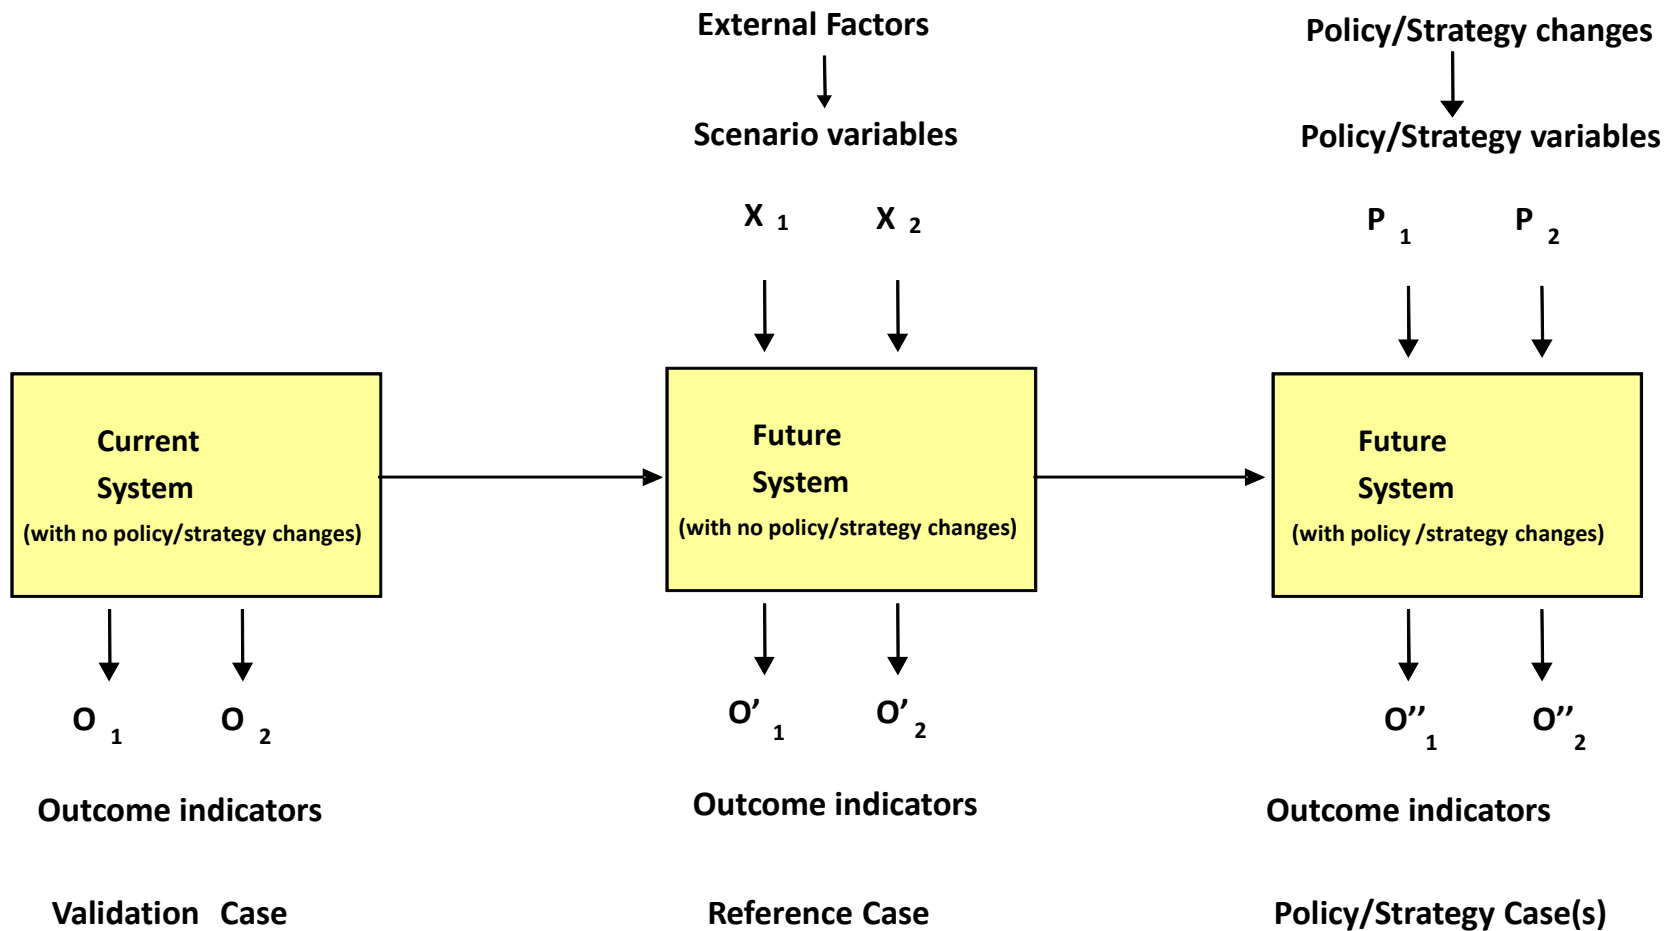 External Factors
Policy/Strategy changes
Scenario variables
Policy/Strategy variables
X 1 X 2
P 1 P 2
Current
System
(with no policy/strategy changes)
Future
System
(with no policy/strategy changes)
Future
System
(with policy /strategy changes)
O 1 O 2
O’ 1 O’ 2
O’’ 1 O’’ 2
Outcome indicators
Outcome indicators
Outcome indicators
Validation Case
Reference Case
Policy/Strategy Case(s)